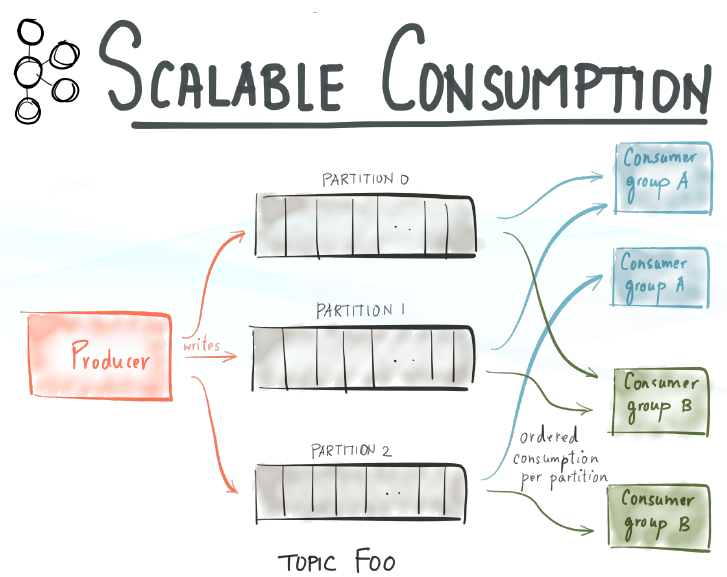 SCALABLE CONSUMPTION
PARTITION 0
Consumer
group A
Consumer
group A
PARTITION 1
writes
Producer
Consumer
group B
PARTITION 2
ordered
consumption
per partition
Consumer
group B
TOPIC FOO